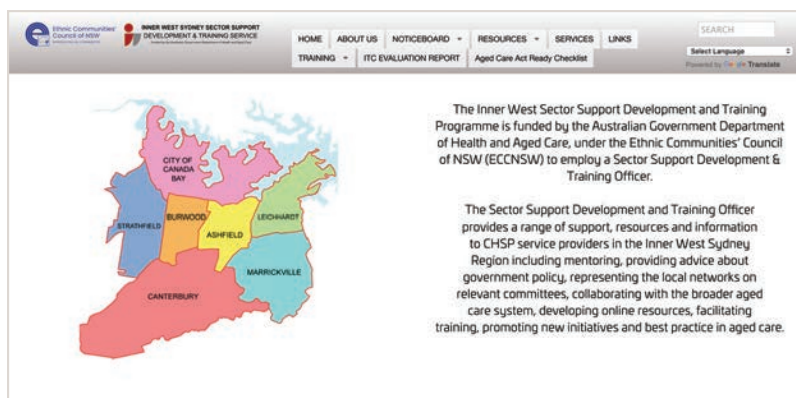 Ethnic Communities'
Council of NSW
INNER WEST SYDNEY SECTOR SUPPORT
DEVELOPMENT & TRAINING SERVICE
HOME ABOUT US NOTICEBOARD RESOURCES SERVICES LINKS
TRAINING ITC EVALUATION REPORT Aged Care Act Ready Checklist
SEARCH
Select Language
Powered by Google Translate
CITY OF
CANADA
BAY
STRATHFIELD
BURWOOD
LEICHHARDT
ASHFIELD
MARRICKVILLE
CANTERBURY
The Inner West Sector Support Development and Training
Programme is funded by the Australian Government Department
of Health and Aged Care, under the Ethnic Communities' Council
of NSW (ECCNSW) to employ a Sector Support Development &
Training Officer.
The Sector Support Development and Training Officer
provides a range of support, resources and information
to CHSP service providers in the Inner West Sydney
Region including mentoring, providing advice about
government policy, representing the local networks on
relevant committees, collaborating with the broader aged
care system, developing online resources, facilitating
training, promoting new initiatives and best practice in aged care.